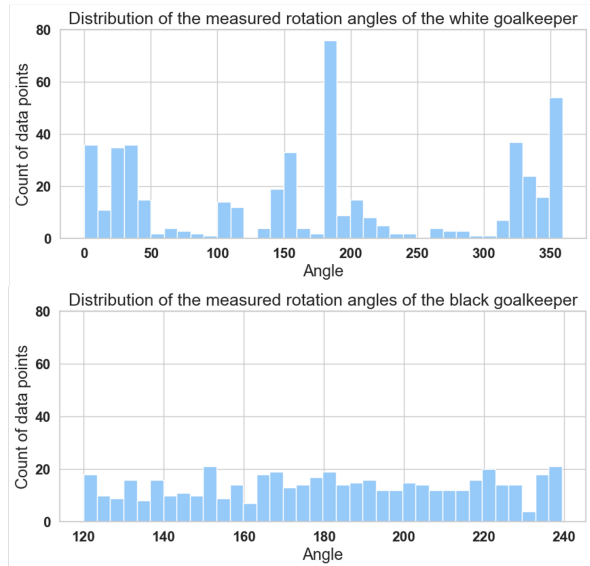 Distribution of the measured rotation angles of the white goalkeeper
80
60
40
20
0
Count of data points
0 50 100 150 200 250 300 350
Angle
Distribution of the measured rotation angles of the black goalkeeper
80
60
40
20
0
Count of data points
120 140 160 180 200 220 240
Angle